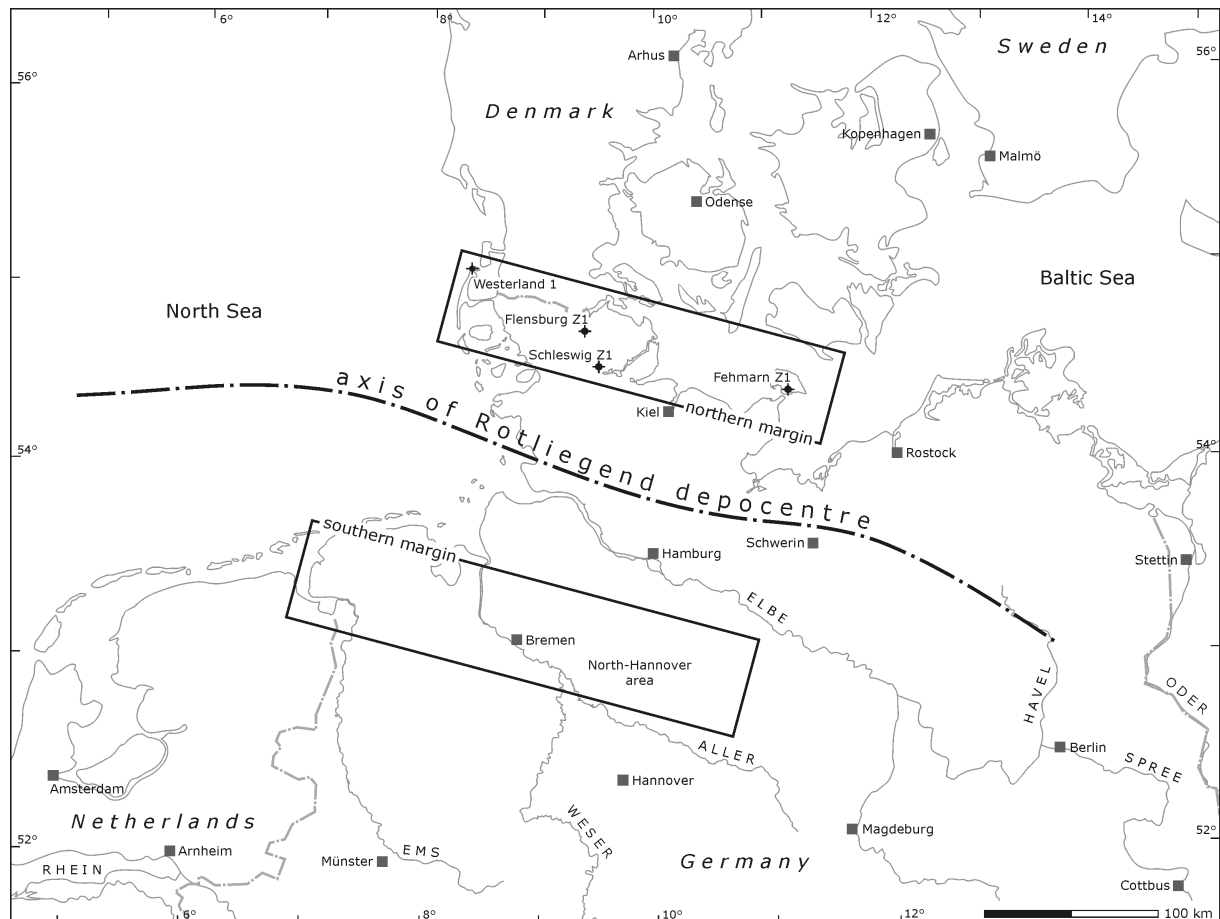 6°
8°
10°
12°
14°
56°
56°
Sweden
Arhus
Denmark
Kopenhagen
Malmö
Odense
Baltic Sea
North Sea
Westerland 1
Flensburg Z1
Schleswig Z1
Fehmarn Z1
Kiel
northern margin
axis of Rotliegend depocentre
54°
54°
Rostock
southern margin
Schwerin
Hamburg
Stettin
ELBE
Bremen
North-Hannover
area
HAVEL
ODER
ALLER
Berlin
SPREE
Amsterdam
Hannover
Netherlands
WESER
52°
52°
Magdeburg
Arnheim
RHEIN
Münster
EMS
Germany
Cottbus
6°
8°
10°
12°
100 km